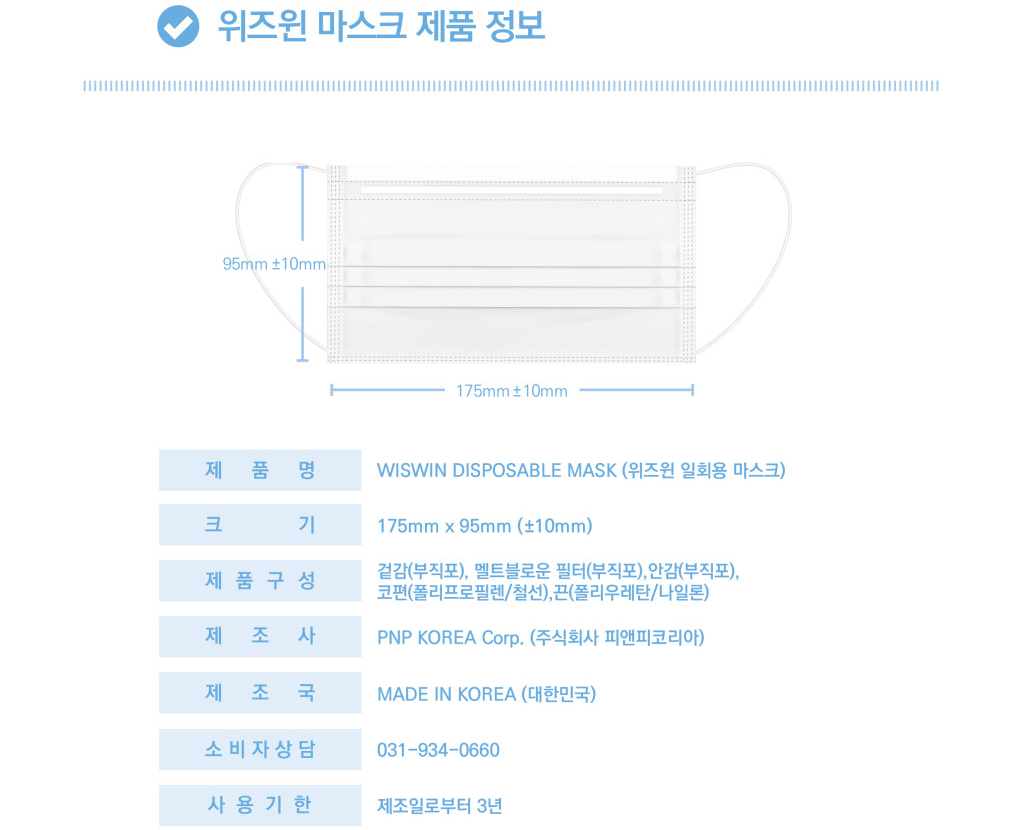 위즈윈 마스크 제품 정보
95mm ±10mm
175mm±10mm
제 품 명 WISWIN DISPOSABLE MASK (위즈윈 일회용 마스크)
크 기 175mm x 95mm (±10mm)
제 품 구 성 겉감(부직포), 멜트블로운 필터(부직포),안감(부직포),
코편(폴리프로필렌/철선),끈(폴리우레탄/나일론)
제 조 사 PNP KOREA Corp. (주식회사 피앤피코리아)
제 조 국 MADE IN KOREA (대한민국)
소 비 자 상 담 031-934-0660
사 용 기 한 제조일로부터 3년